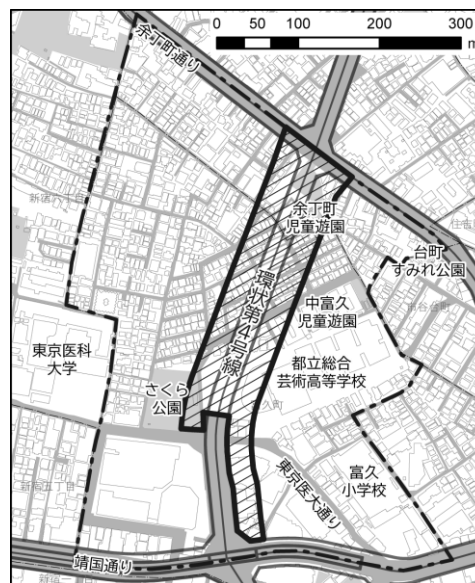 0 50 100 200 300
m
余丁町通り
余丁町
児童遊園
台町
すみれ公園
環状第4号線
中富久
児童遊園
東京医科
大学
さくら
公園
都立総合
芸術高等学校
東京医大通り
富久
小学校
靖国通り